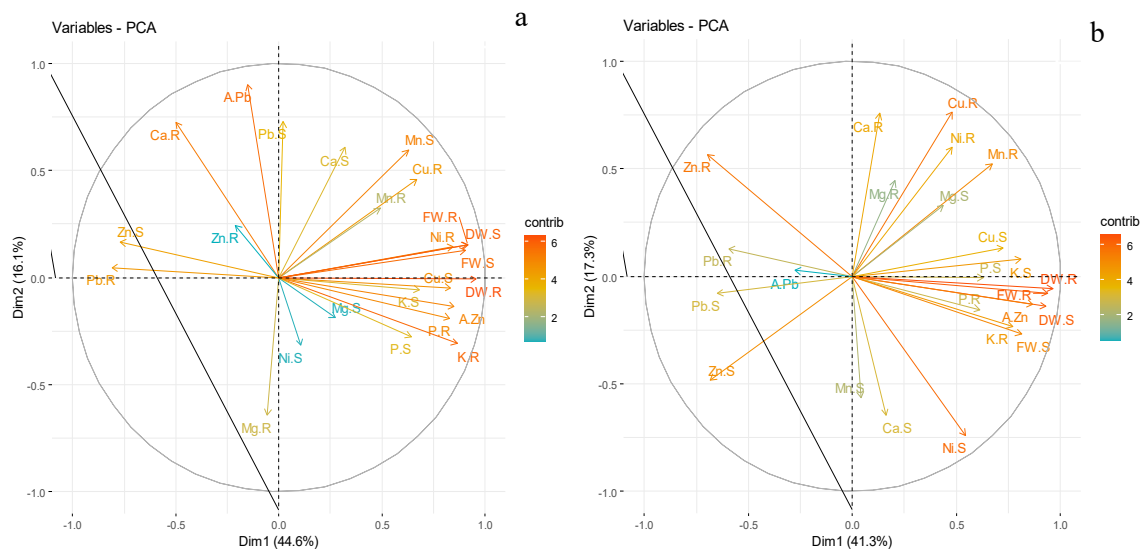 a
Variables - PCA
1.0
0.5
0.0
-0.5
-1.0
Dim2 (16.1%)
A.Pb
Ca.R
Pb.S
Ca.S
Mn.S
Cu.R
Mn.R
Zn.S
Zn.R
FW.R
DW.S
Ni.R
FW.S
Pb.R
Cu.S
DW.R
K.S
Mg.S
A.Zn
P.R
P.S
K.R
Ni.S
Mg.R
-1.0 -0.5 0.0 0.5 1.0
Dim1 (44.6%)
contrib
6
4
2
b
Variables - PCA
1.0
0.5
0.0
-0.5
-1.0
Dim2 (17.3%)
Cu.R
Ca.R
Ni.R
Mn.R
Zn.R
Mg.R
Mg.S
Cu.S
Pb.R
P.S
K.S
A.Pb
DW.R
FW.R
Pb.S
P.R
DW.S
A.Zn
K.R
FW.S
Zn.S
Mn.S
Ca.S
Ni.S
-1.0 -0.5 0.0 0.5 1.0
Dim1 (41.3%)
contrib
6
4
2